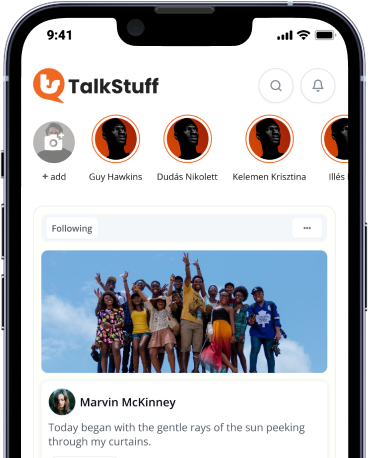 9:41
TalkStuff
+ add
Guy Hawkins
Dudás Nikolett
Kelemen Krisztina
Illés
Following
Marvin McKinney
Today began with the gentle rays of the sun peeking
through my curtains.